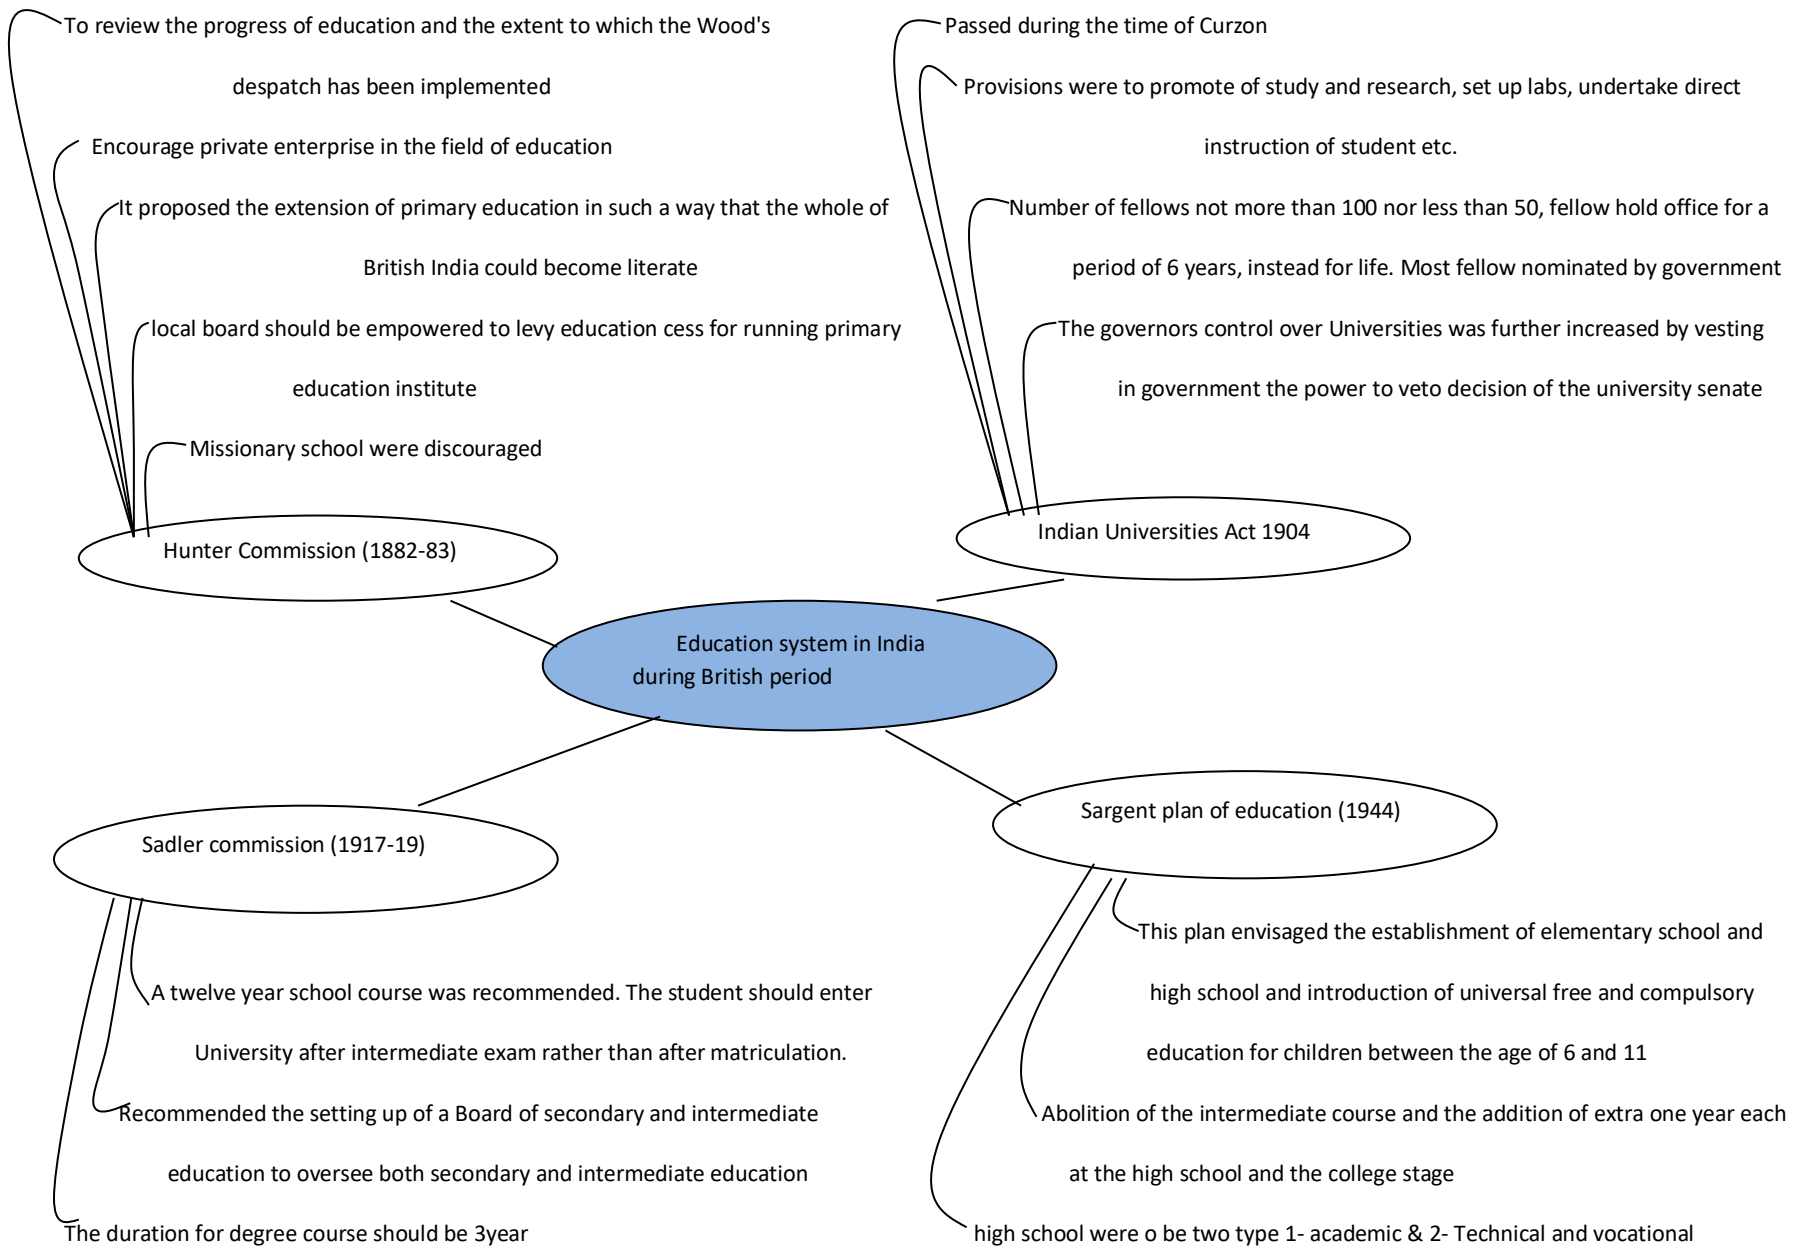 To review the progress of education and the extent to which the Wood's
despatch has been implemented
Encourage private enterprise in the field of education
It proposed the extension of primary education in such a way that the whole of
British India could become literate
local board should be empowered to levy education cess for running primary
education institute
Missionary school were discouraged
Hunter Commission (1882-83)
Passed during the time of Curzon
Provisions were to promote of study and research, set up labs, undertake direct
instruction of student etc.
Number of fellows not more than 100 nor less than 50, fellow hold office for a
period of 6 years, instead for life. Most fellow nominated by government
The governors control over Universities was further increased by vesting
in government the power to veto decision of the university senate
Indian Universities Act 1904
Education system in India
during British period
Sadler commission (1917-19)
A twelve year school course was recommended. The student should enter
University after intermediate exam rather than after matriculation.
Recommended the setting up of a Board of secondary and intermediate
education to oversee both secondary and intermediate education
The duration for degree course should be 3year
Sargent plan of education (1944)
This plan envisaged the establishment of elementary school and
high school and introduction of universal free and compulsory
education for children between the age of 6 and 11
Abolition of the intermediate course and the addition of extra one year each
at the high school and the college stage
high school were o be two type 1- academic & 2- Technical and vocational